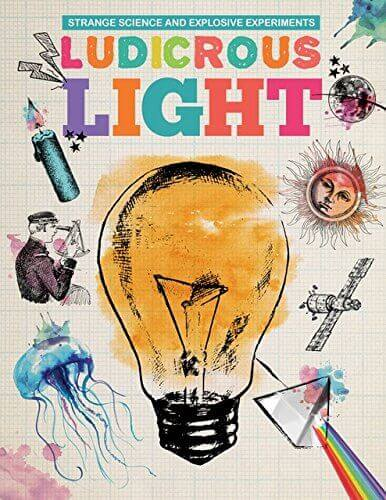 STRANGE SCIENCE AND EXPLOSIVE EXPERIMENTS
LUDICROUS
LIGHT